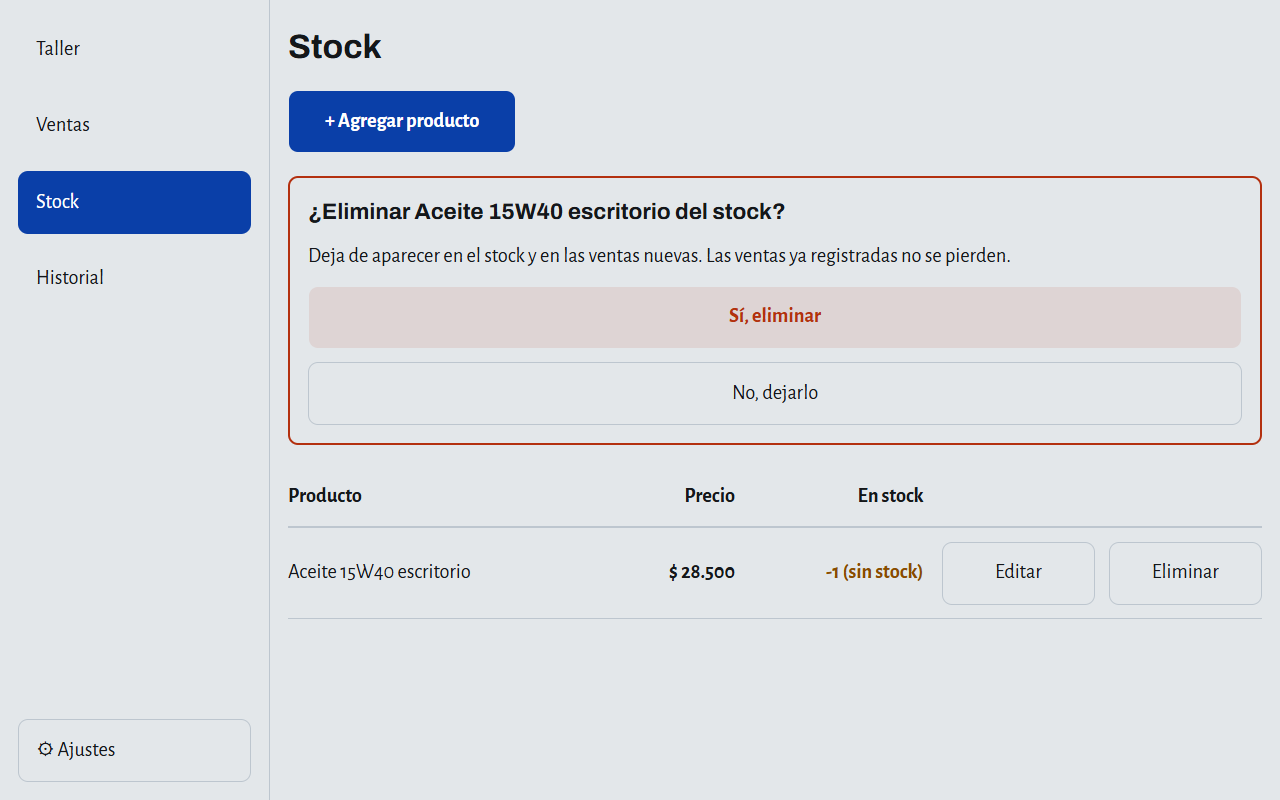 Taller
Ventas
Stock
Historial
⚙ Ajustes
Stock
+ Agregar producto
¿Eliminar Aceite 15W40 escritorio del stock?
Deja de aparecer en el stock y en las ventas nuevas. Las ventas ya registradas no se pierden.
Sí, eliminar
No, dejarlo
Producto Precio En stock
Aceite 15W40 escritorio $ 28.500 -1 (sin stock) Editar Eliminar